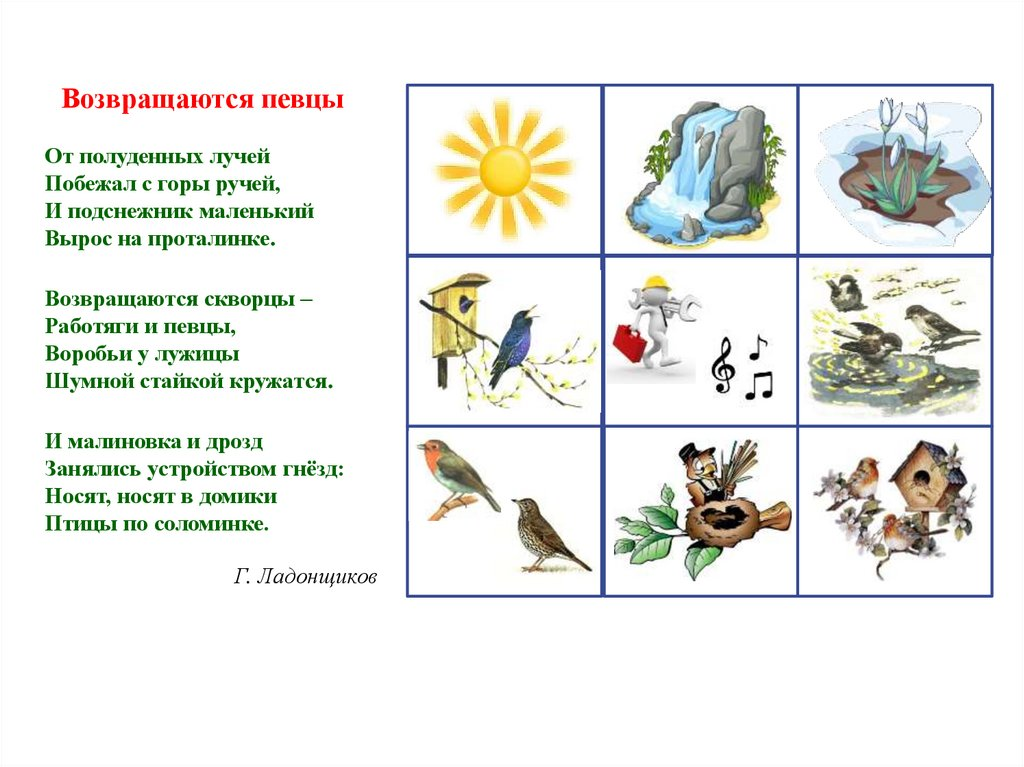 Возвращаются певцы
От полуденных лучей
Побежал с горы ручей,
И подснежник маленький
Вырос на проталинке.
Возвращаются скворцы –
Работяги и певцы,
Воробьи у лужицы
Шумной стайкой кружатся.
И малиновка и дрозд
Занялись устройством гнёзд:
Носят, носят в домики
Птицы по соломинке.
Г. Ладонщиков